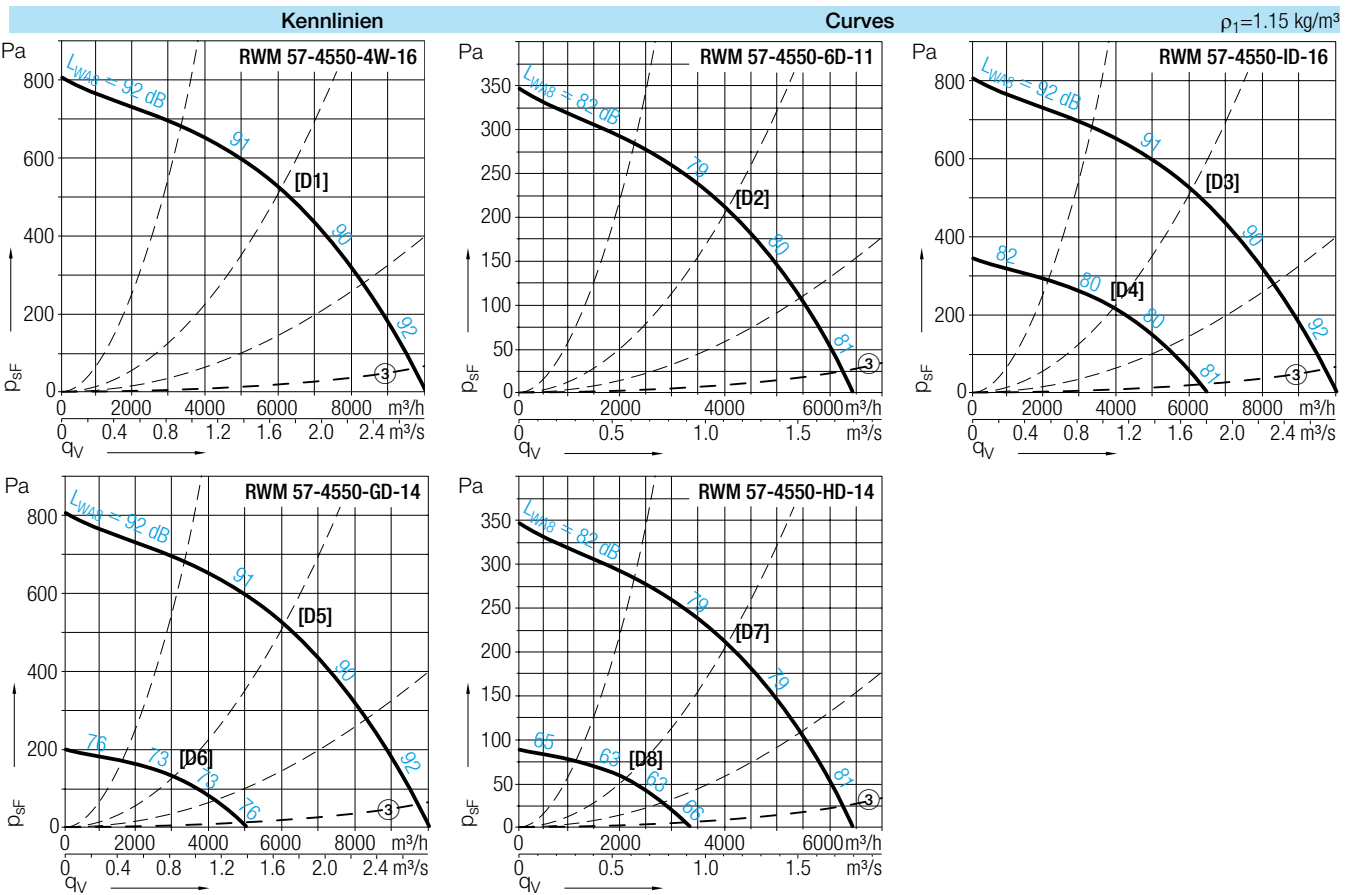 Kennlinien Curves ρ1=1.15 kg/m³
Pa RWM 57-4550-4W-16
LWA8 = 92 dB
91
[D1]
90
92
3
800
600
400
200
0
psF
0 2000 4000 6000 8000 m³/h
0 0.4 0.8 1.2 1.6 2.0 2.4 m³/s
qV
Pa RWM 57-4550-6D-11
LWA8 = 82 dB
79
[D2]
80
81
3
350
300
250
200
150
100
50
0
psF
0 2000 4000 6000 m³/h
0 0.5 1.0 1.5 m³/s
qV
Pa RWM 57-4550-ID-16
LWA8 = 92 dB
91
[D3]
90
92
82
80
[D4]
80
81
3
800
600
400
200
0
psF
0 2000 4000 6000 8000 m³/h
0 0.4 0.8 1.2 1.6 2.0 2.4 m³/s
qV
Pa RWM 57-4550-GD-14
LWA8 = 92 dB
91
[D5]
90
92
76
73
[D6]
73
76
3
800
600
400
200
0
psF
0 2000 4000 6000 8000 m³/h
0 0.4 0.8 1.2 1.6 2.0 2.4 m³/s
qV
Pa RWM 57-4550-HD-14
LWA8 = 82 dB
79
[D7]
79
81
65
63
[D8]
63
66
3
350
300
250
200
150
100
50
0
psF
0 2000 4000 6000 m³/h
0 0.5 1.0 1.5 m³/s
qV